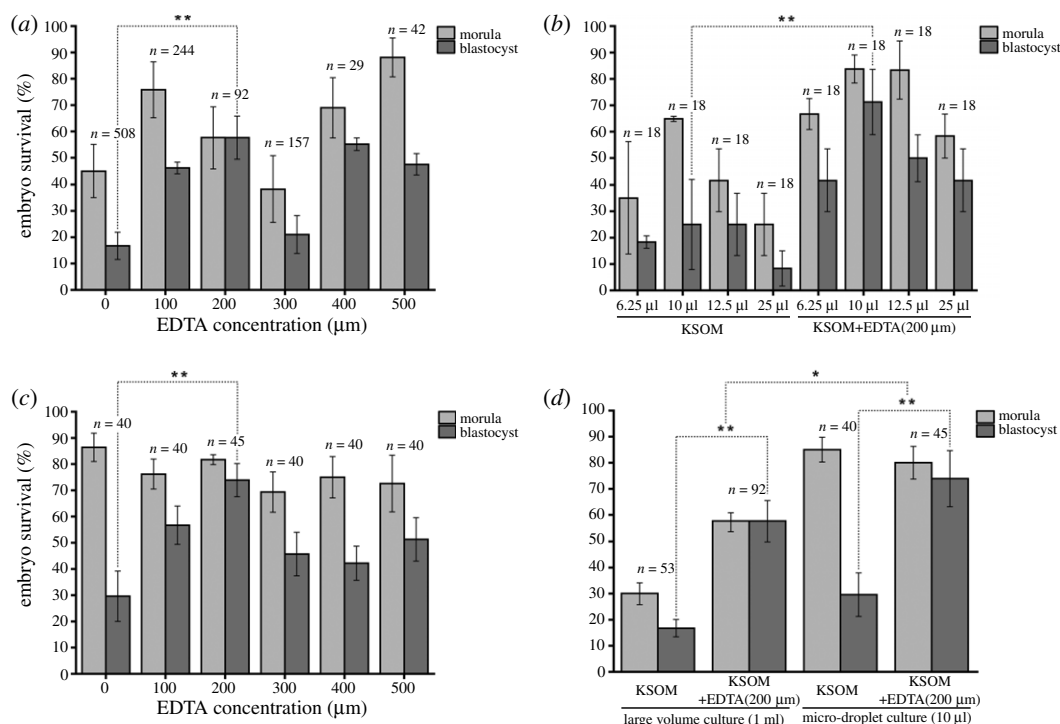 (a)
**
morula
blastocyst
embryo survival (%)
100
90
80
70
60
50
40
30
20
10
0
n = 508
n = 244
n = 92
n = 157
n = 29
n = 42
0 100 200 300 400 500
EDTA concentration (µm)
(b)
**
morula
blastocyst
100
90
80
70
60
50
40
30
20
10
0
n = 18
n = 18
n = 18
n = 18
n = 18
n = 18
n = 18
n = 18
6.25 µl 10 µl 12.5 µl 25 µl 6.25 µl 10 µl 12.5 µl 25 µl
KSOM KSOM+EDTA(200 µm)
(c)
**
morula
blastocyst
embryo survival (%)
100
90
80
70
60
50
40
30
20
10
0
n = 40
n = 40
n = 45
n = 40
n = 40
n = 40
0 100 200 300 400 500
EDTA concentration (µm)
(d)
*
**
**
morula
blastocyst
100
90
80
70
60
50
40
30
20
10
0
n = 53
n = 92
n = 40
n = 45
KSOM KSOM +EDTA(200 µm) KSOM KSOM +EDTA(200 µm)
large volume culture (1 ml) micro-droplet culture (10 µl)